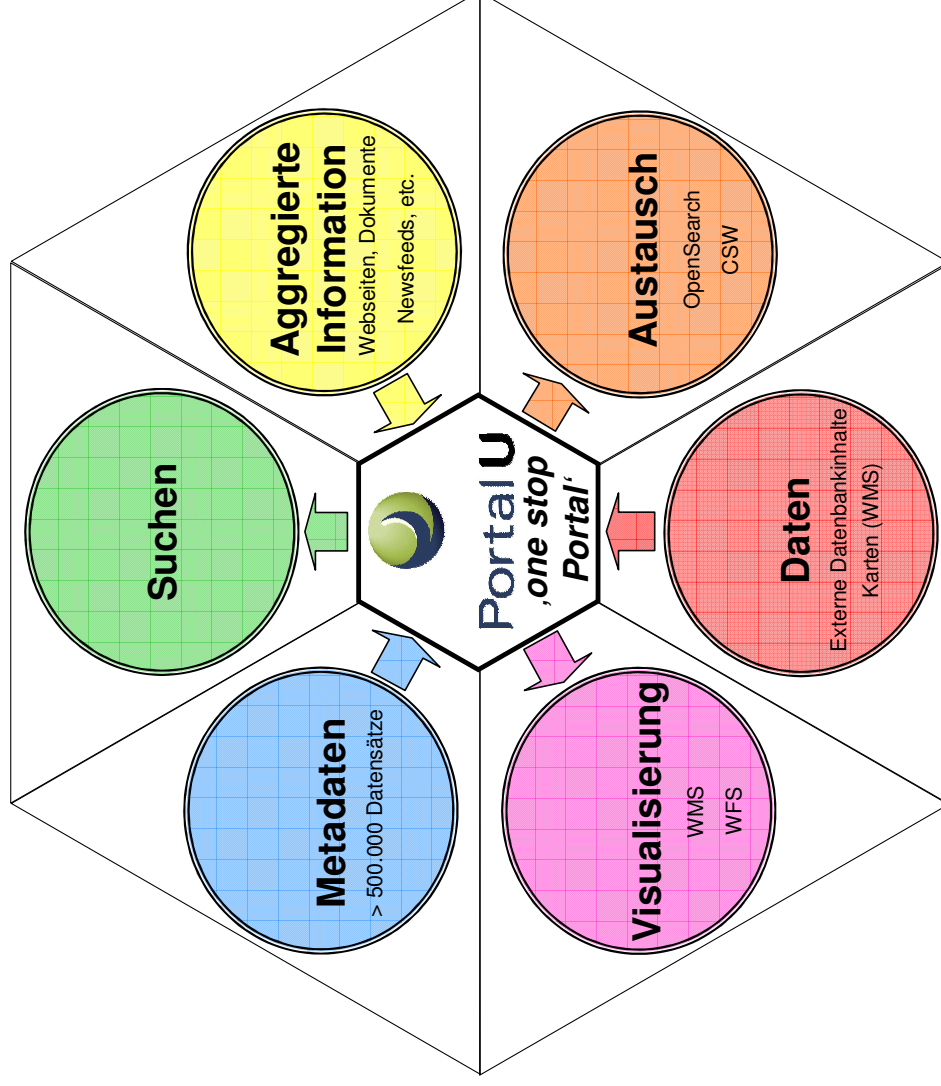 Suchen
Metadaten
> 500.000 Datensätze
Aggregierte
Information
Webseiten, Dokumente
Newsfeeds, etc.
PortalU
‚one stop
Portal‘
Visualisierung
WMS
WFS
Austausch
OpenSearch
CSW
Daten
Externe Datenbankinhalte
Karten (WMS)